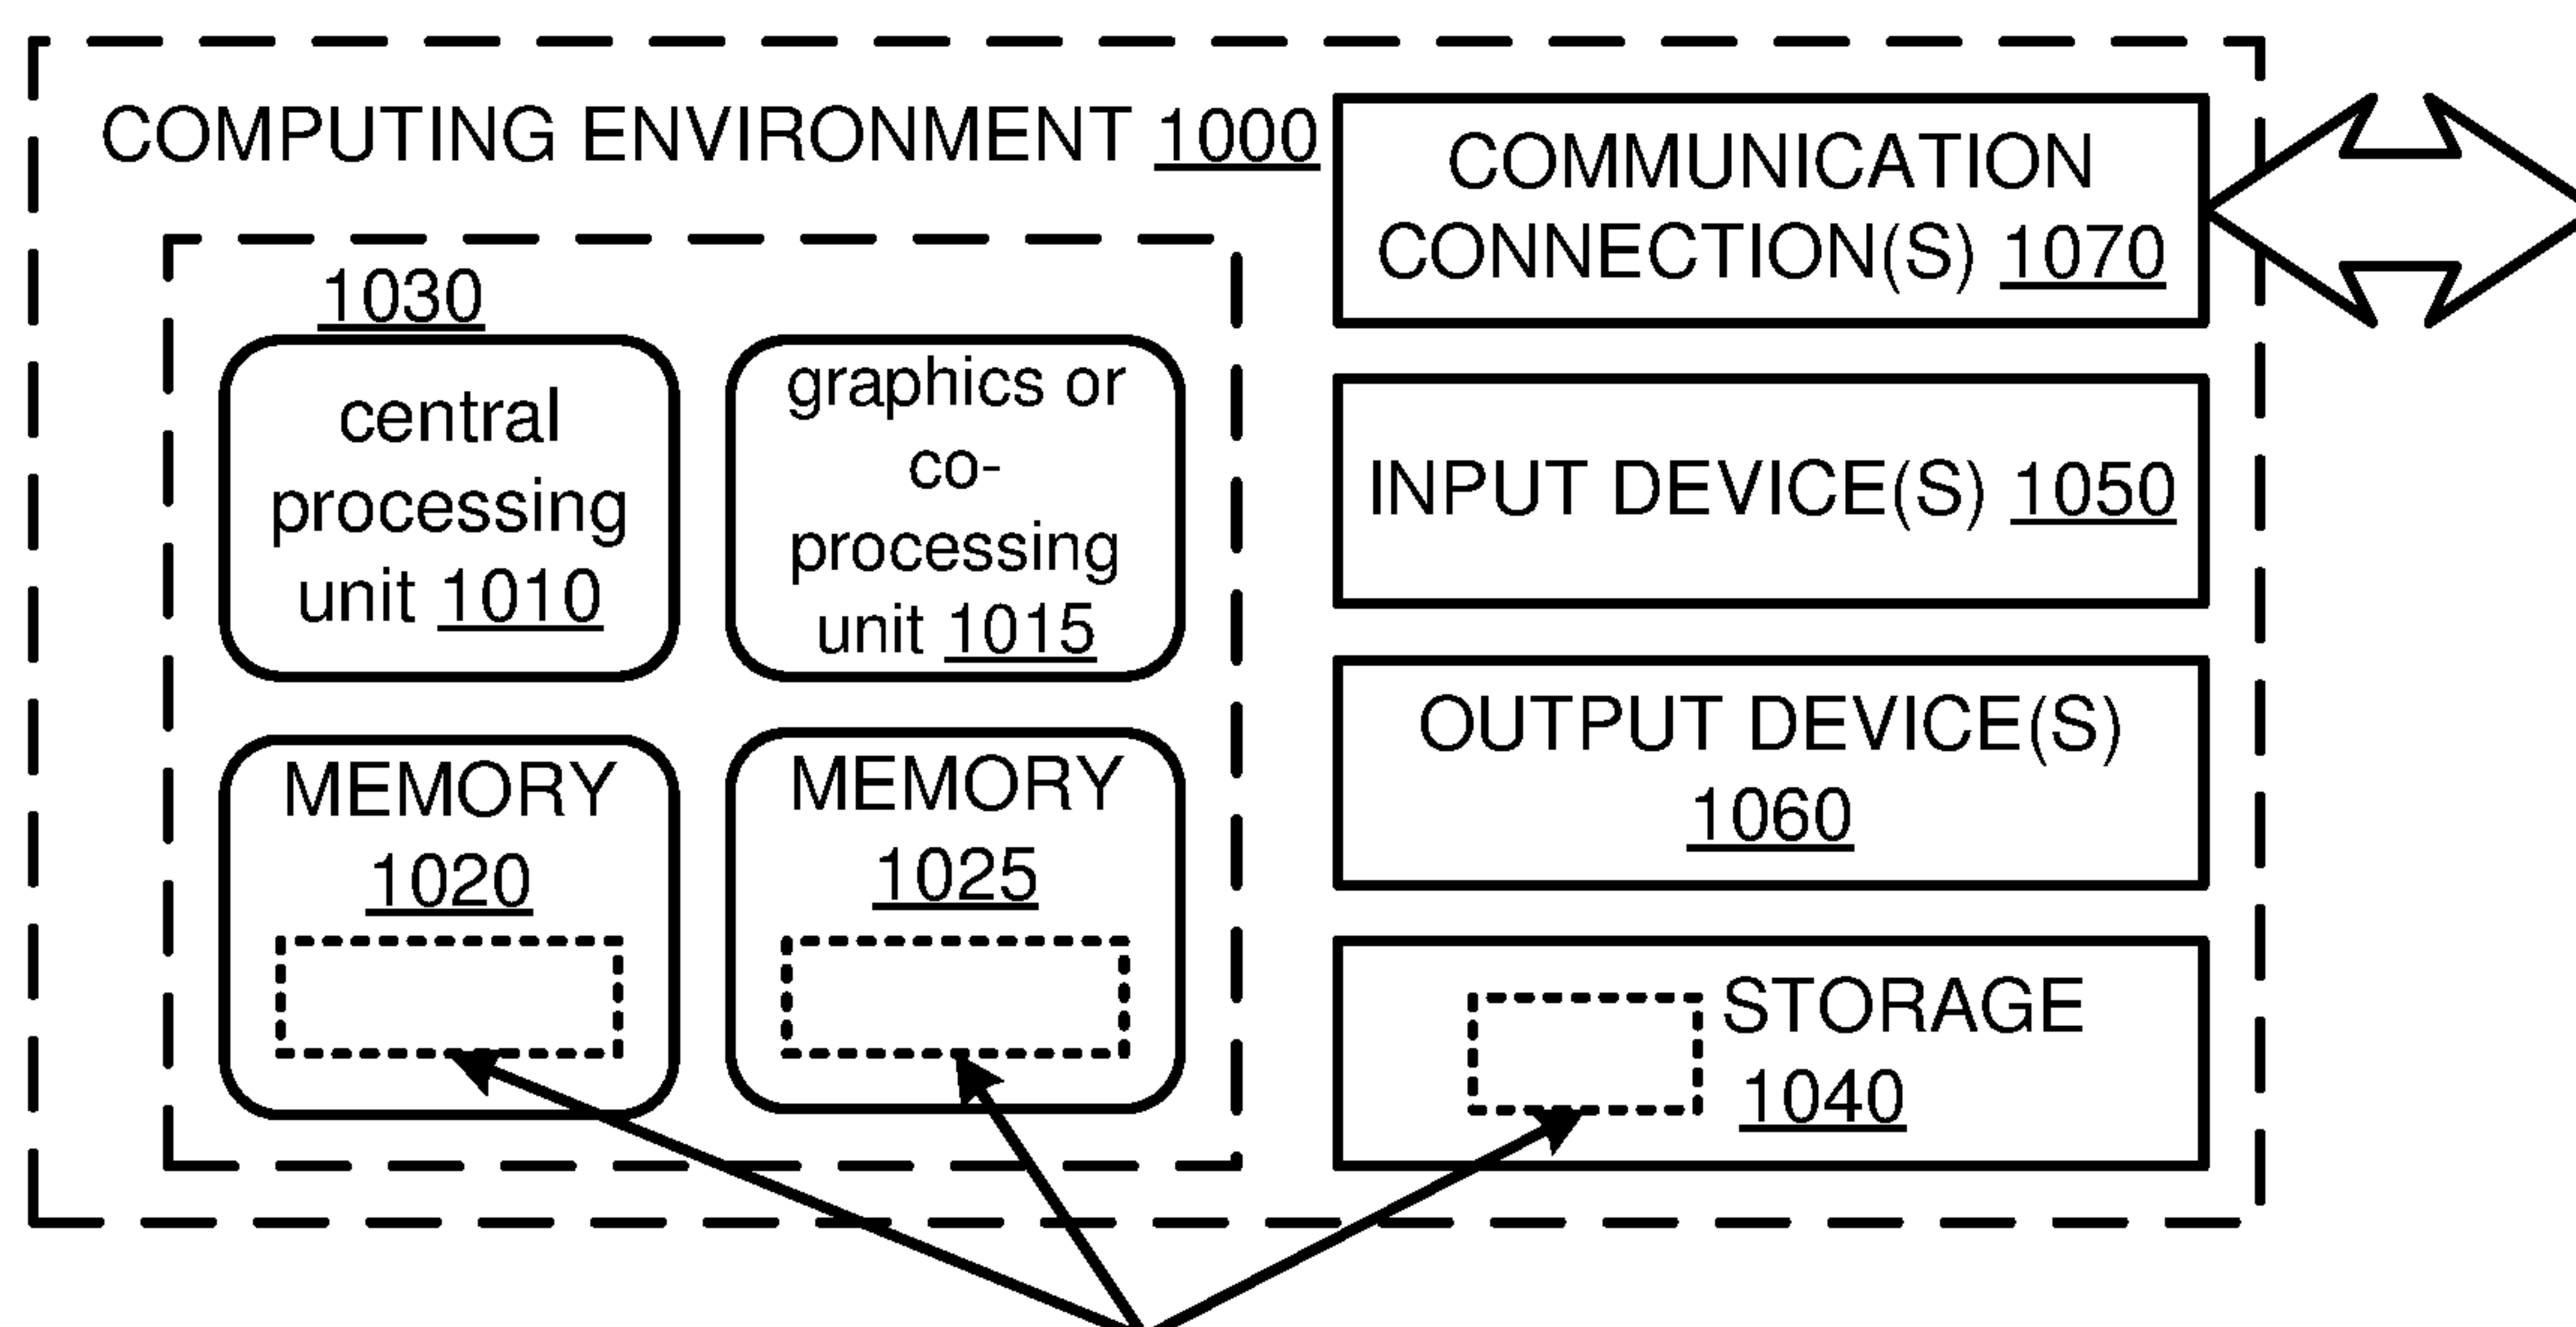 COMPUTING ENVIRONMENT 1000
1030
central
processing
unit 1010
graphics or
co-
processing
unit 1015
MEMORY
1020
MEMORY
1025
COMMUNICATION
CONNECTION(S) 1070
INPUT DEVICE(S) 1050
OUTPUT DEVICE(S)
1060
STORAGE
1040